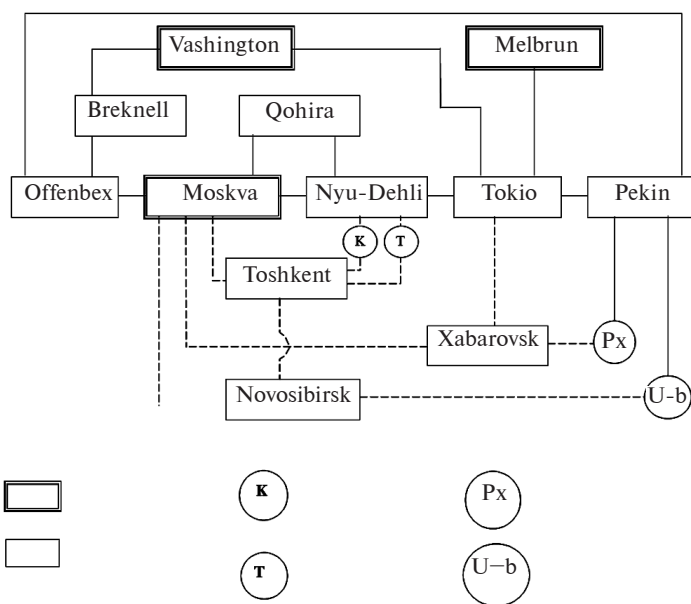 Vashington
Melbrun
Breknell
Qohira
Offenbex
Moskva
Nyu-Dehli
Tokio
Pekin
K
T
Toshkent
Xabarovsk
Px
Novosibirsk
U-b
K
Px
T
U–b